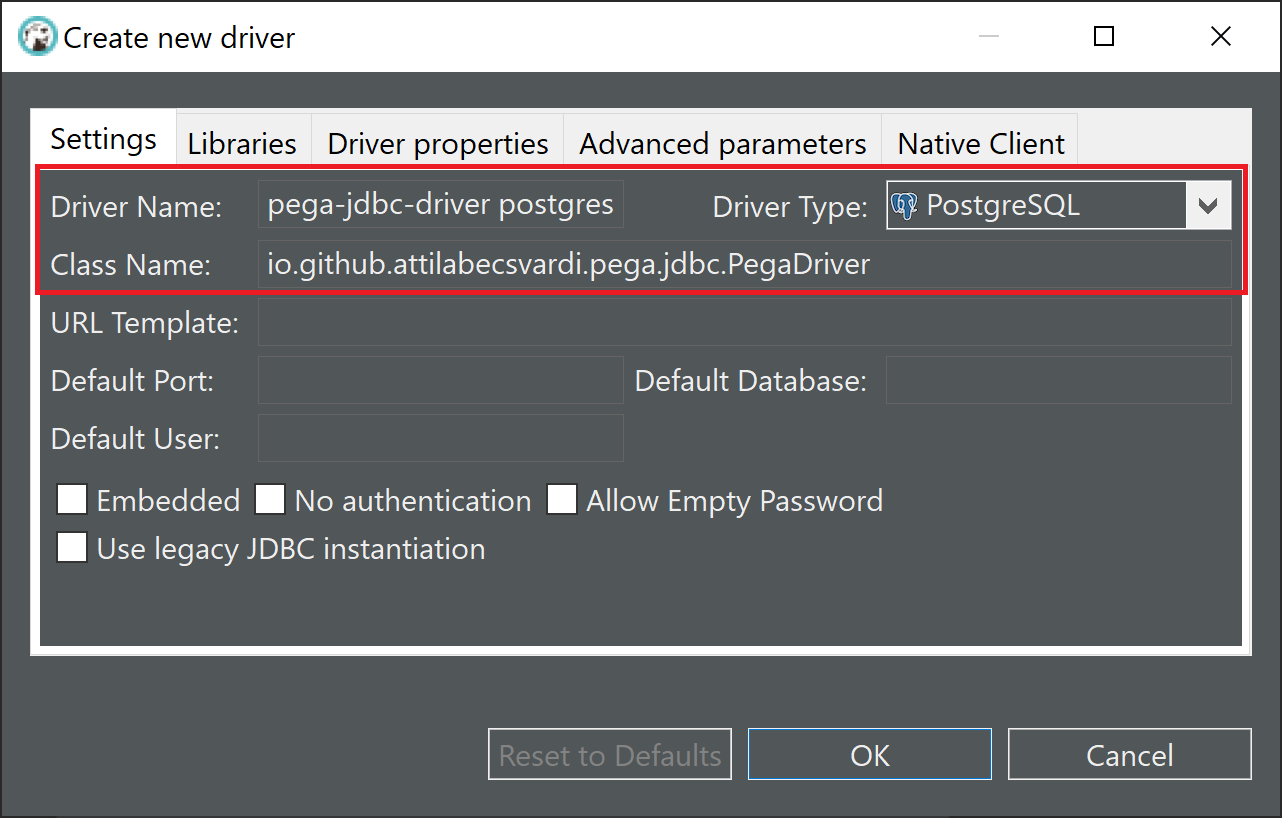 Create new driver
Settings Libraries Driver properties Advanced parameters Native Client
Driver Name: pega-jdbc-driver postgres Driver Type: PostgreSQL
Class Name: io.github.attilabecsvardi.pega.jdbc.PegaDriver
URL Template:
Default Port: Default Database:
Default User:
Embedded No authentication Allow Empty Password
Use legacy JDBC instantiation
Reset to Defaults OK Cancel